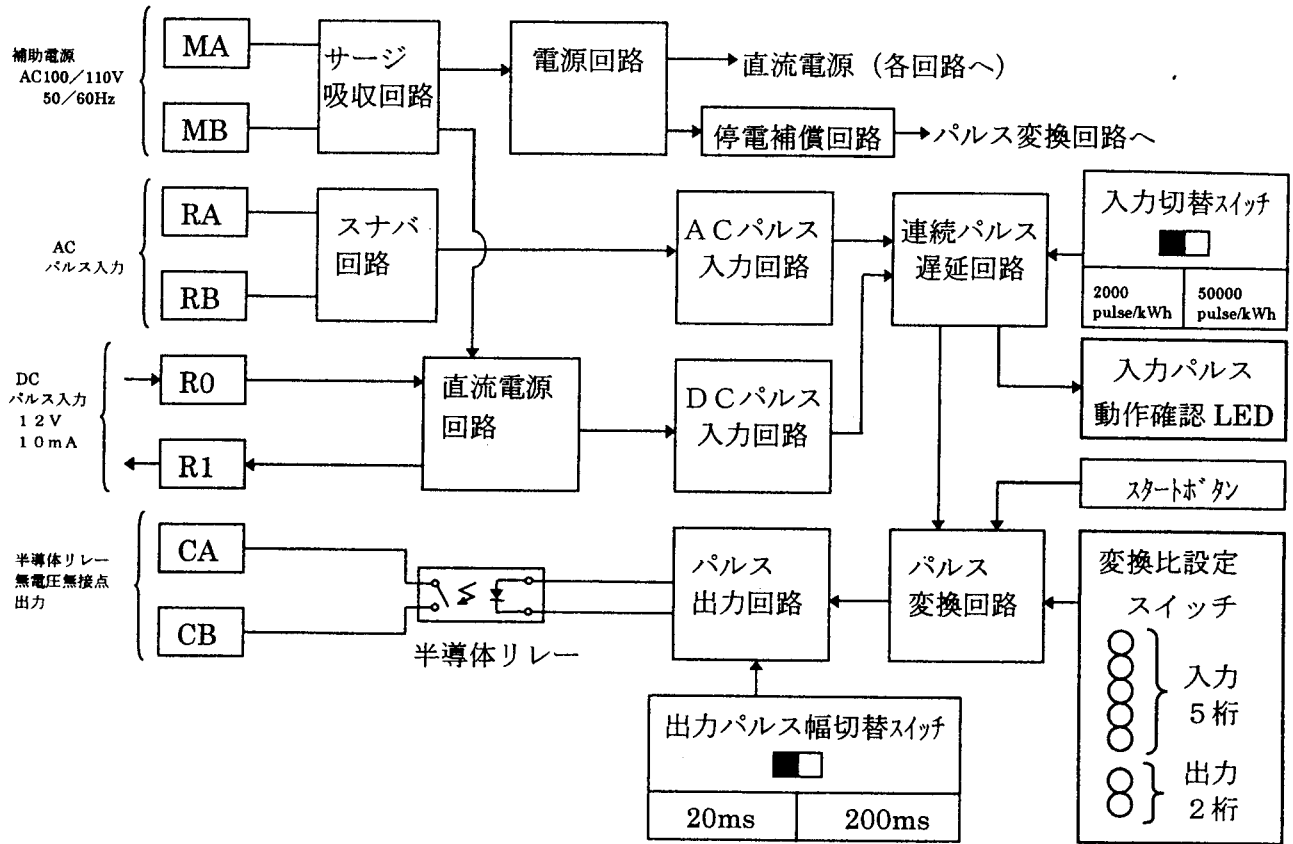 補助電源
AC100／110V
50／60Hz
MA
MB
サージ
吸収回路
電源回路
直流電源（各回路へ）
停電補償回路
パルス変換回路へ
AC
パルス入力
RA
RB
スナバ
回路
ＡＣパルス
入力回路
連続パルス
遅延回路
入力切替スイッチ
2000
pulse/kWh
50000
pulse/kWh
DC
パルス入力
１２V
１０mA
R0
R1
直流電源
回路
ＤＣパルス
入力回路
入力パルス
動作確認 LED
スタートボタン
半導体リレー
無電圧無接点
出力
CA
CB
半導体リレー
パルス
出力回路
パルス
変換回路
変換比設定
スイッチ
入力
５桁
出力
２桁
出力パルス幅切替スイッチ
20ms
200ms